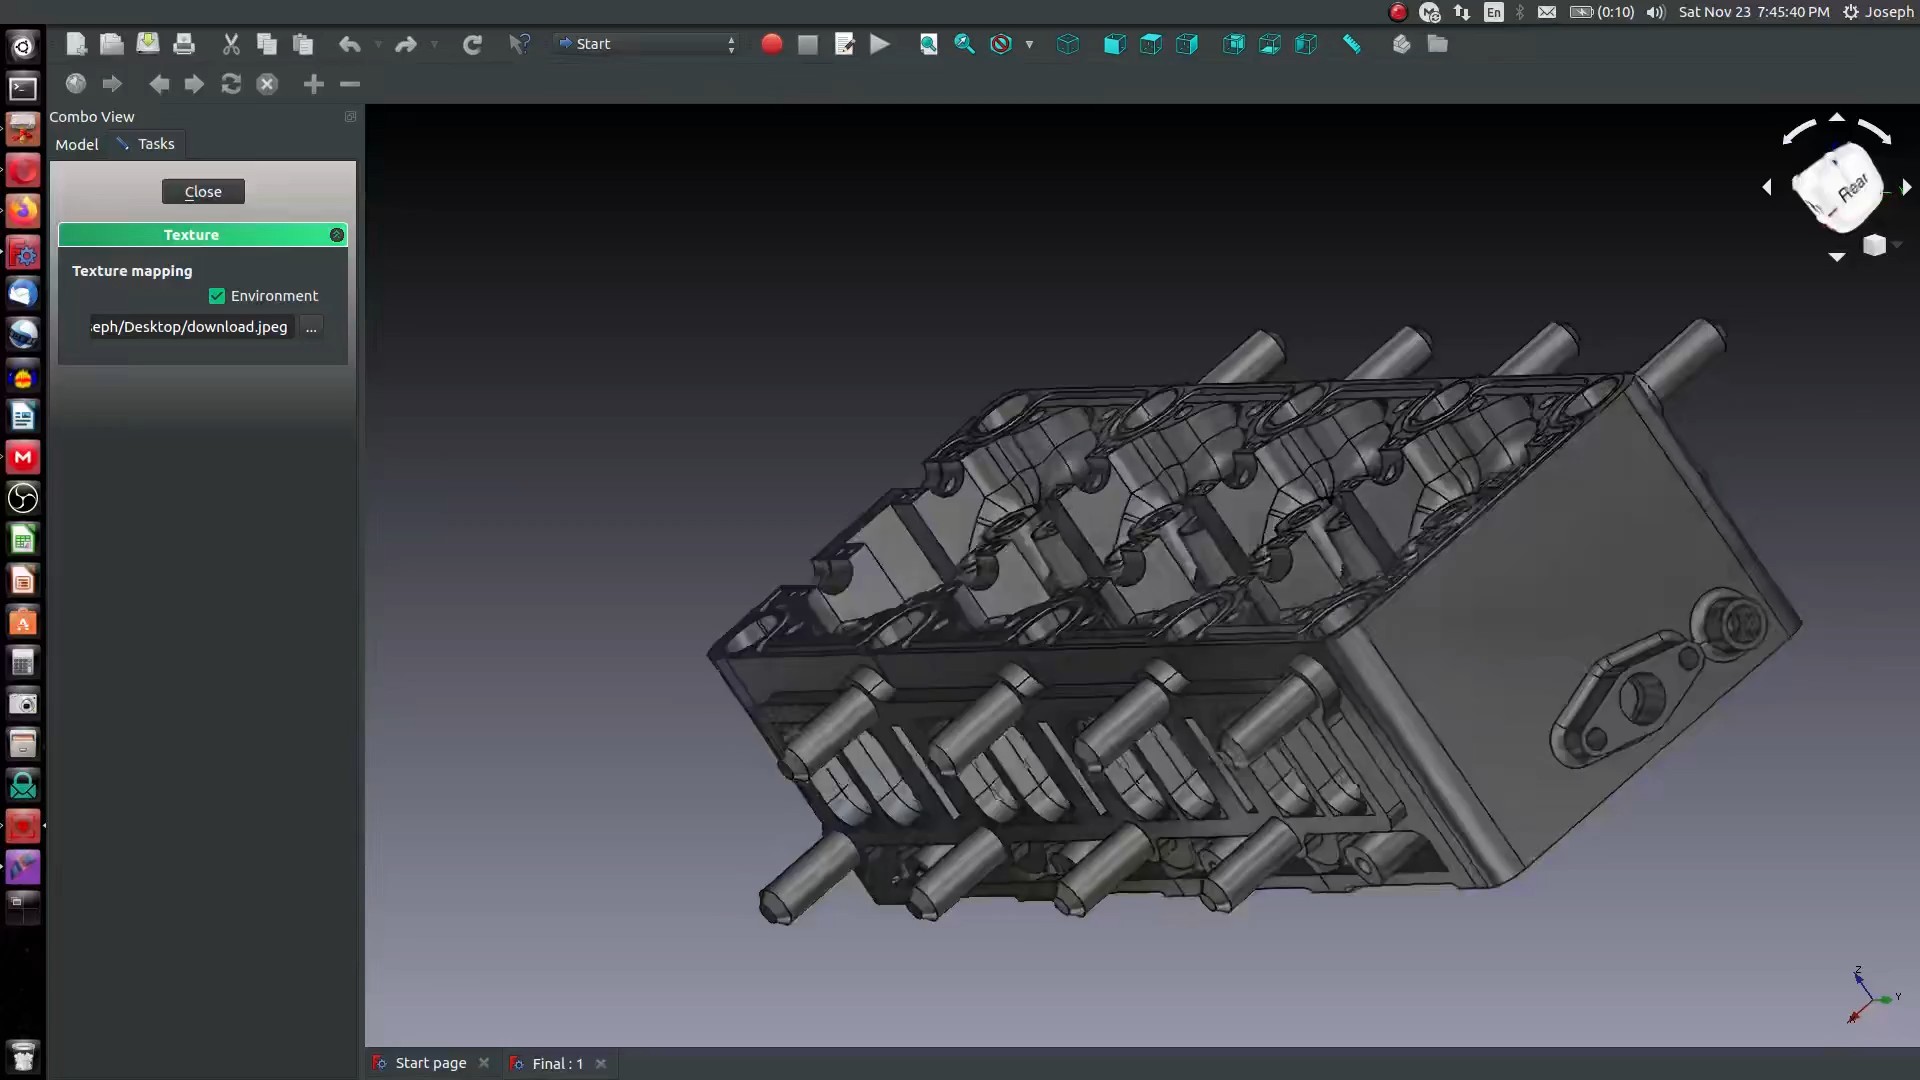 En
(0:10)
Sat Nov 23 7:45:40 PM
Joseph
Start
Combo View
Model
Tasks
Close
Texture
Texture mapping
Environment
eph/Desktop/download.jpeg
...
Rear
Z
Y
X
Start page
Final : 1